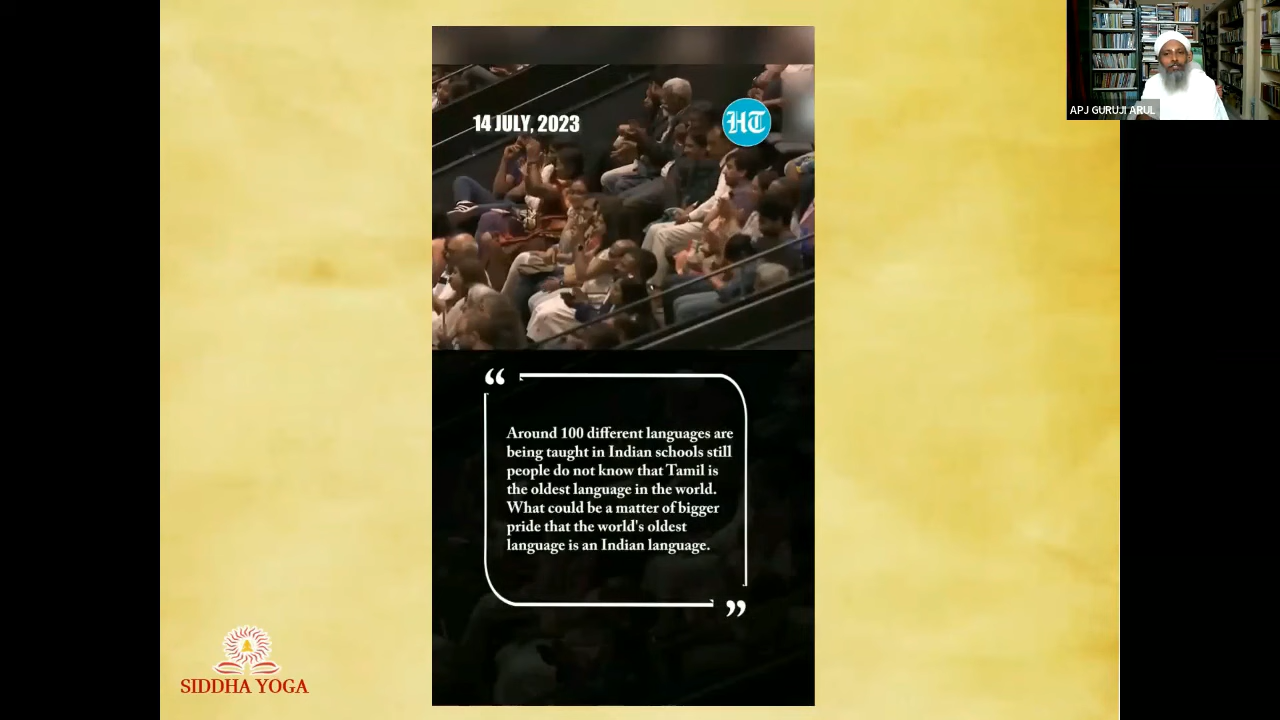 APJ GURUJI ARUL
14 JULY, 2023
HT
“
Around 100 different languages are
being taught in Indian schools still
people do not know that Tamil is
the oldest language in the world.
What could be a matter of bigger
pride that the world's oldest
language is an Indian language.
”
SIDDHA YOGA